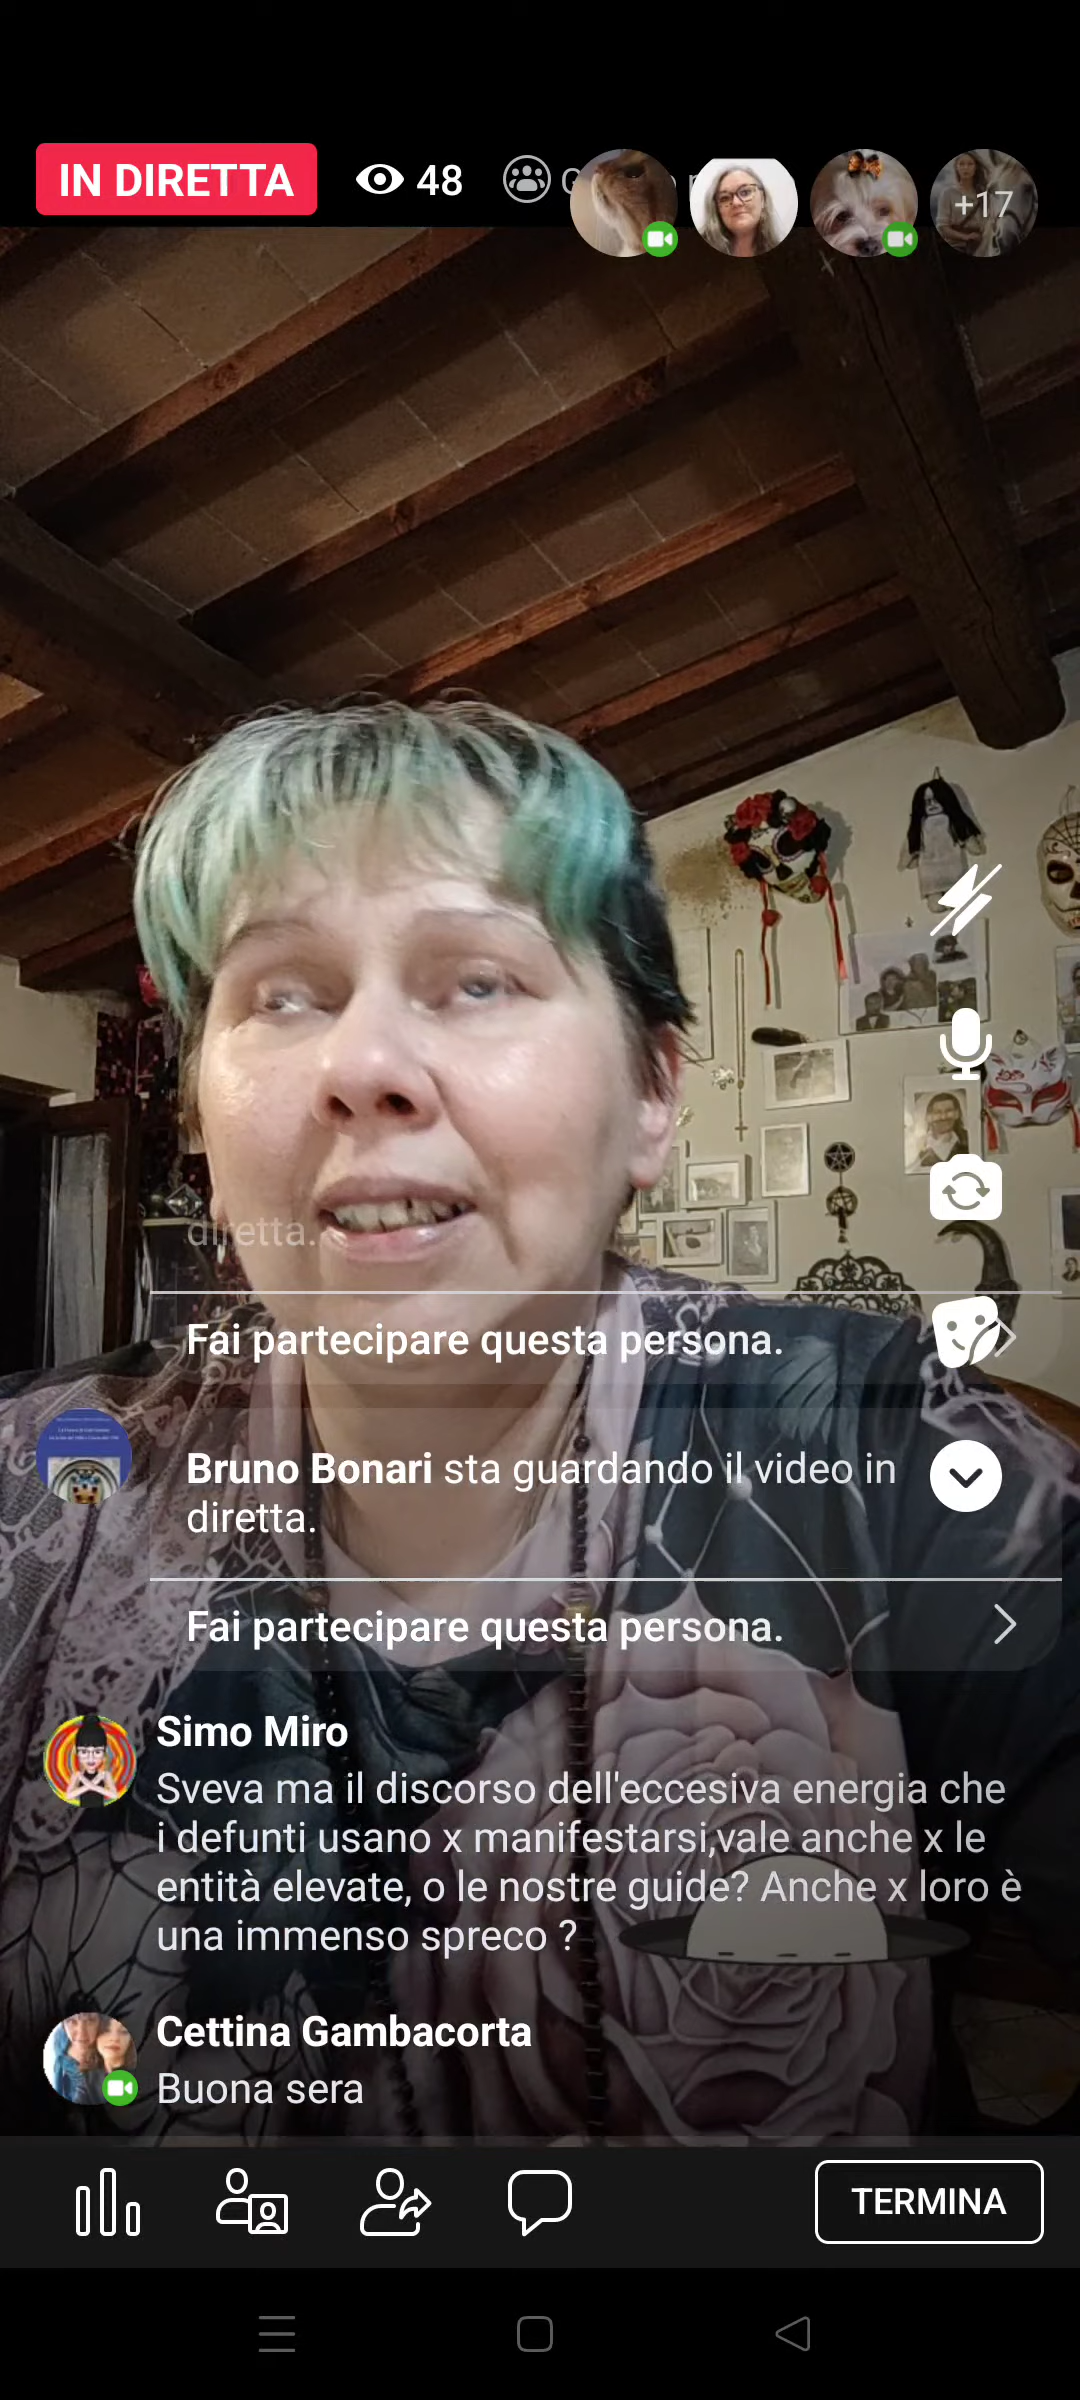 IN DIRETTA
48
+17
diretta.
Fai partecipare questa persona.
Bruno Bonari sta guardando il video in
diretta.
Fai partecipare questa persona.
Simo Miro
Sveva ma il discorso dell'eccesiva energia che
i defunti usano x manifestarsi,vale anche x le
entità elevate, o le nostre guide? Anche x loro è
una immenso spreco ?
Cettina Gambacorta
Buona sera
TERMINA